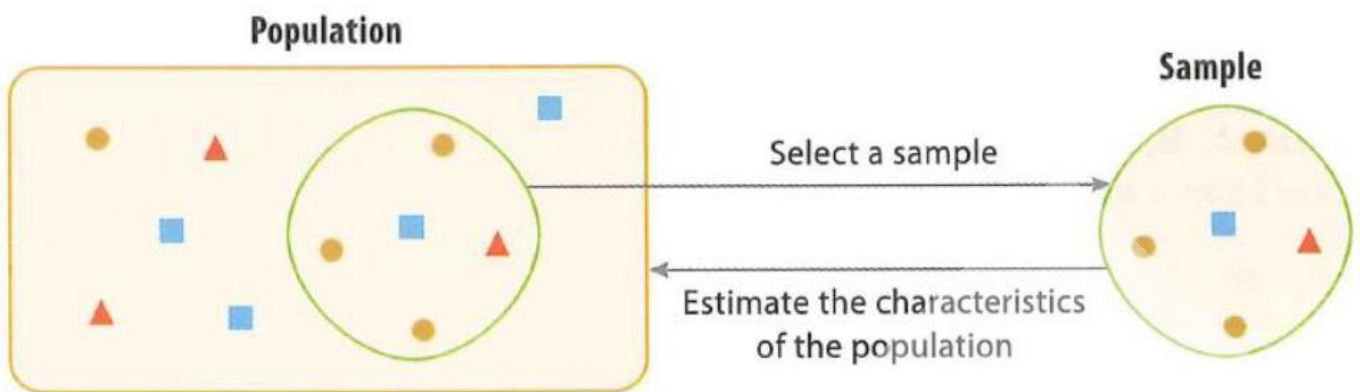 Population
Sample
Select a sample
Estimate the characteristics
of the population